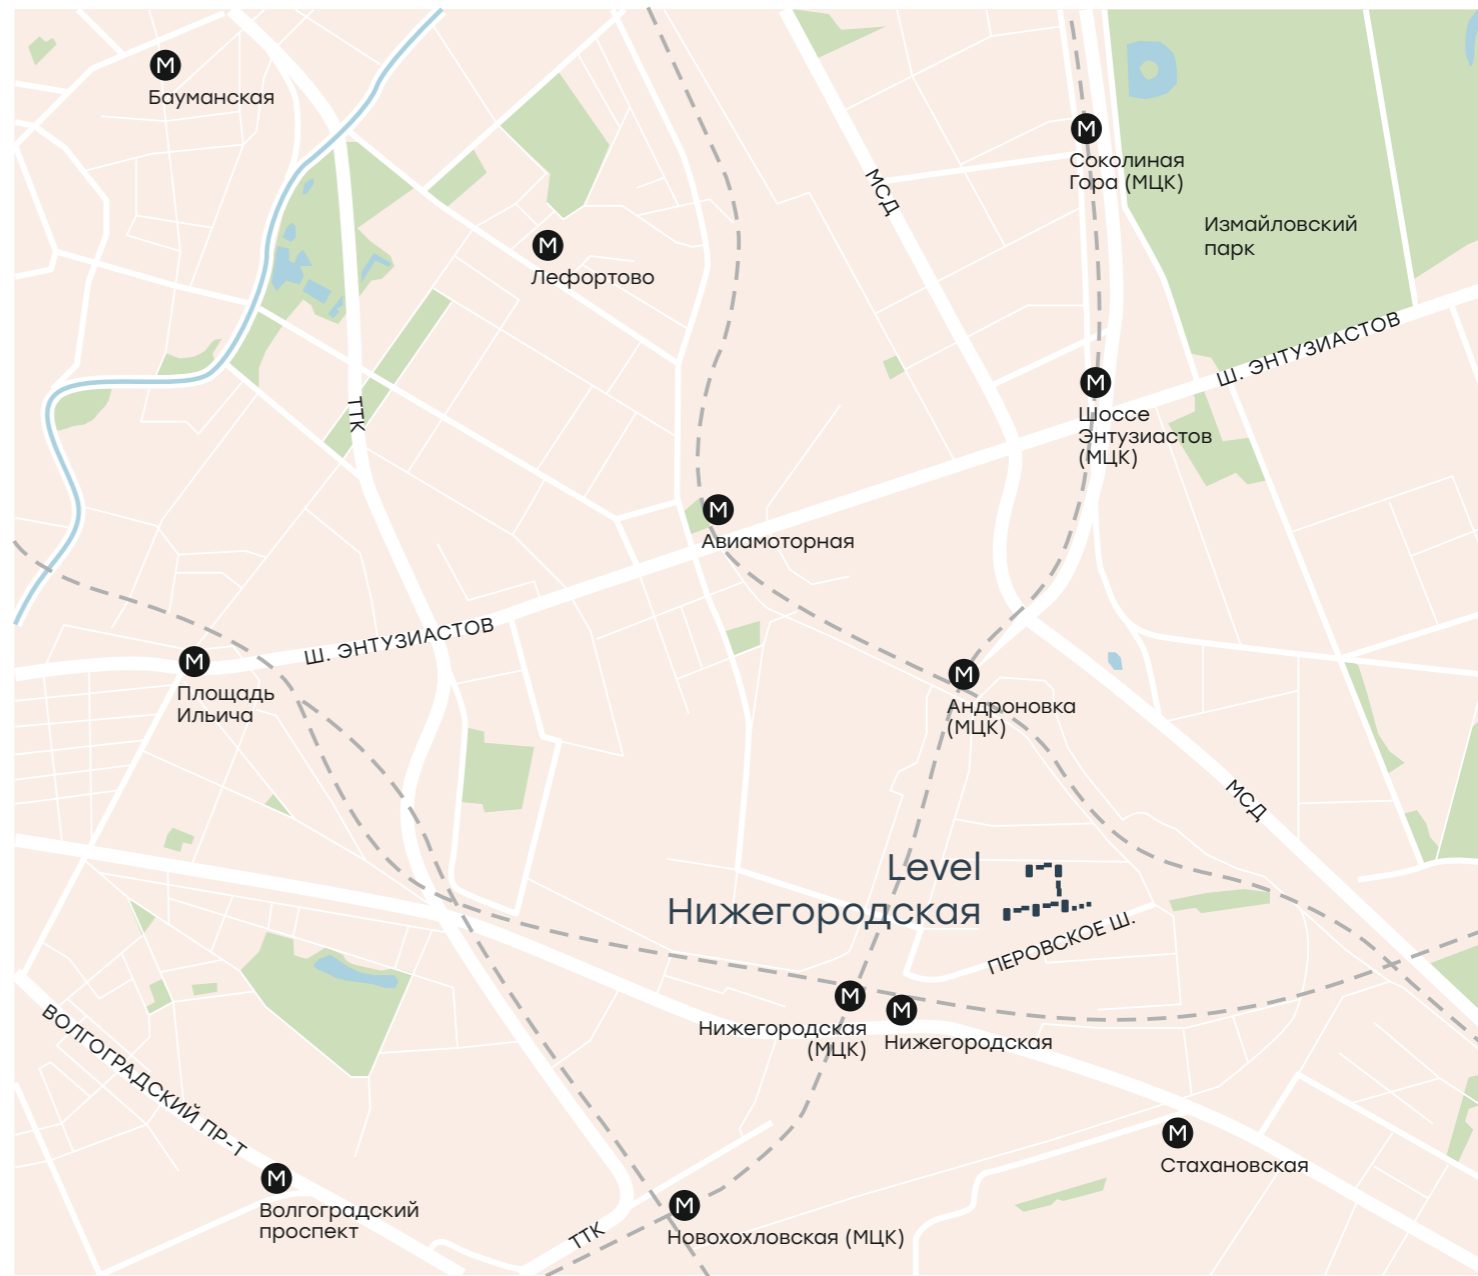 М
Бауманская
М
Соколиная
Гора (МЦК)
МСД
Измайловский
парк
М
Лефортово
Ш. ЭНТУЗИАСТОВ
М
Шоссе
Энтузиастов
(МЦК)
ТТК
М
Авиамоторная
Ш. ЭНТУЗИАСТОВ
М
Площадь
Ильича
М
Андроновка
(МЦК)
МСД
Level
Нижегородская
ПЕРОВСКОЕ Ш.
М
Нижегородская
(МЦК)
М
Нижегородская
ВОЛГОГРАДСКИЙ ПР-Т
М
Стахановская
М
Волгоградский
проспект
ТТК
М
Новохохловская (МЦК)